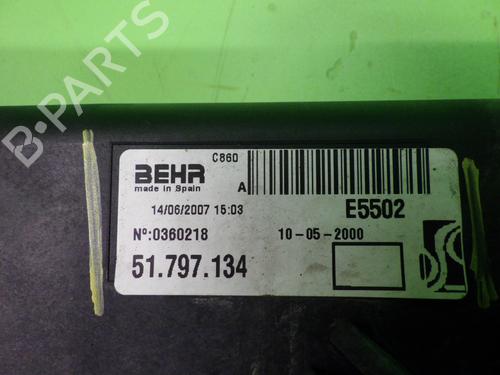 B-PARTS
C860
BEHR
made in Spain
A
14/06/2007 15:03
E5502
Nº:0360218
10-05-2000
51.797.134